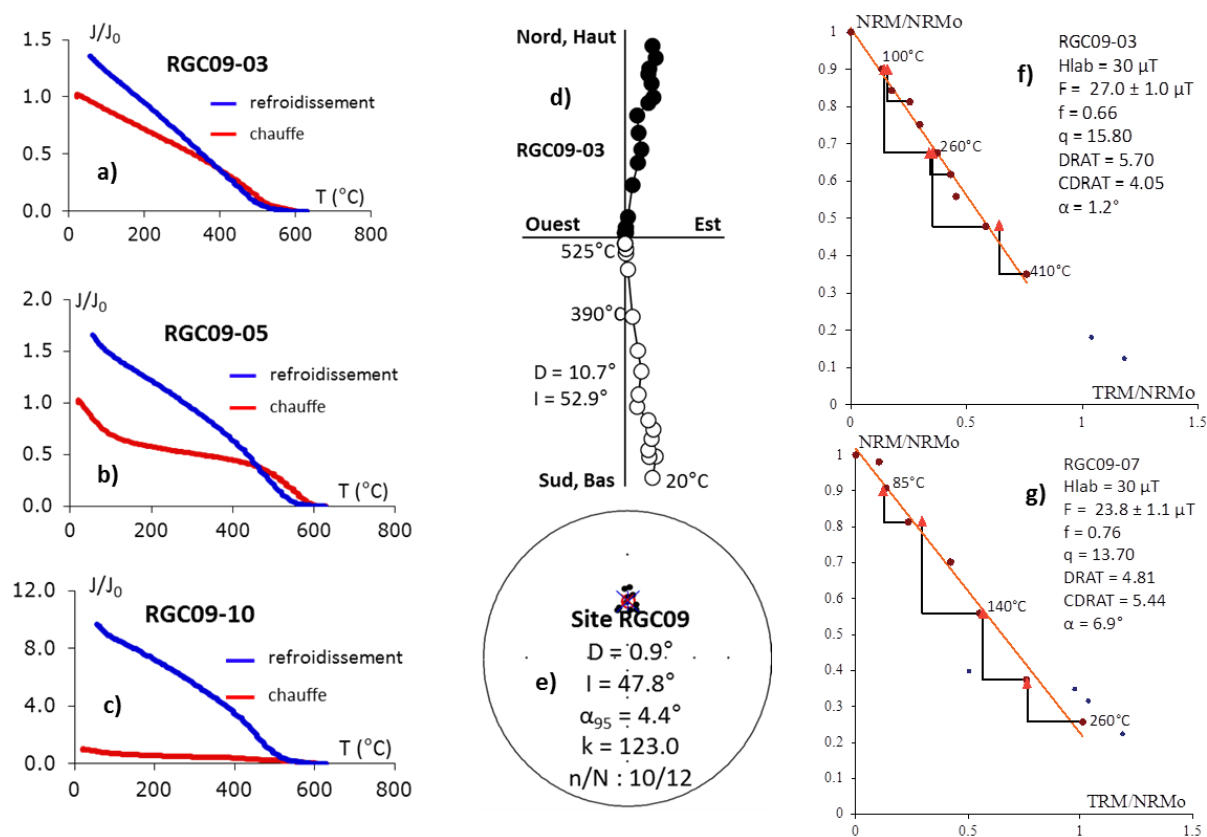 J/J₀
1.5
RGC09-03
1.0
refroidissement
chauffe
0.5
a)
T (°C)
0.0
0
200
400
600
800
J/J₀
2.0
RGC09-05
1.5
refroidissement
chauffe
1.0
b)
0.5
T (°C)
0.0
0
200
400
600
800
J/J₀
12.0
RGC09-10
refroidissement
8.0
chauffe
c)
4.0
T (°C)
0.0
0
200
400
600
800
Nord, Haut
d)
RGC09-03
Ouest
Est
525°C
390°C
D = 10.7°
I = 52.9°
Sud, Bas
20°C
Site RGC09
D = 0.9°
e)
I = 47.8°
α₉₅ = 4.4°
k = 123.0
n/N : 10/12
NRM/NRMo
1
100°C
0.9
0.8
0.7
260°C
0.6
0.5
0.4
410°C
0.3
0.2
0.1
TRM/NRMo
0
0
0.5
1
1.5
f)
RGC09-03
Hlab = 30 μT
F = 27.0 ± 1.0 μT
f = 0.66
q = 15.80
DRAT = 5.70
CDRAT = 4.05
α = 1.2°
NRM/NRMo
1
85°C
0.9
0.8
0.7
0.6
140°C
0.5
0.4
0.3
260°C
0.2
0.1
TRM/NRMo
0
0
0.5
1
1.5
g)
RGC09-07
Hlab = 30 μT
F = 23.8 ± 1.1 μT
f = 0.76
q = 13.70
DRAT = 4.81
CDRAT = 5.44
α = 6.9°